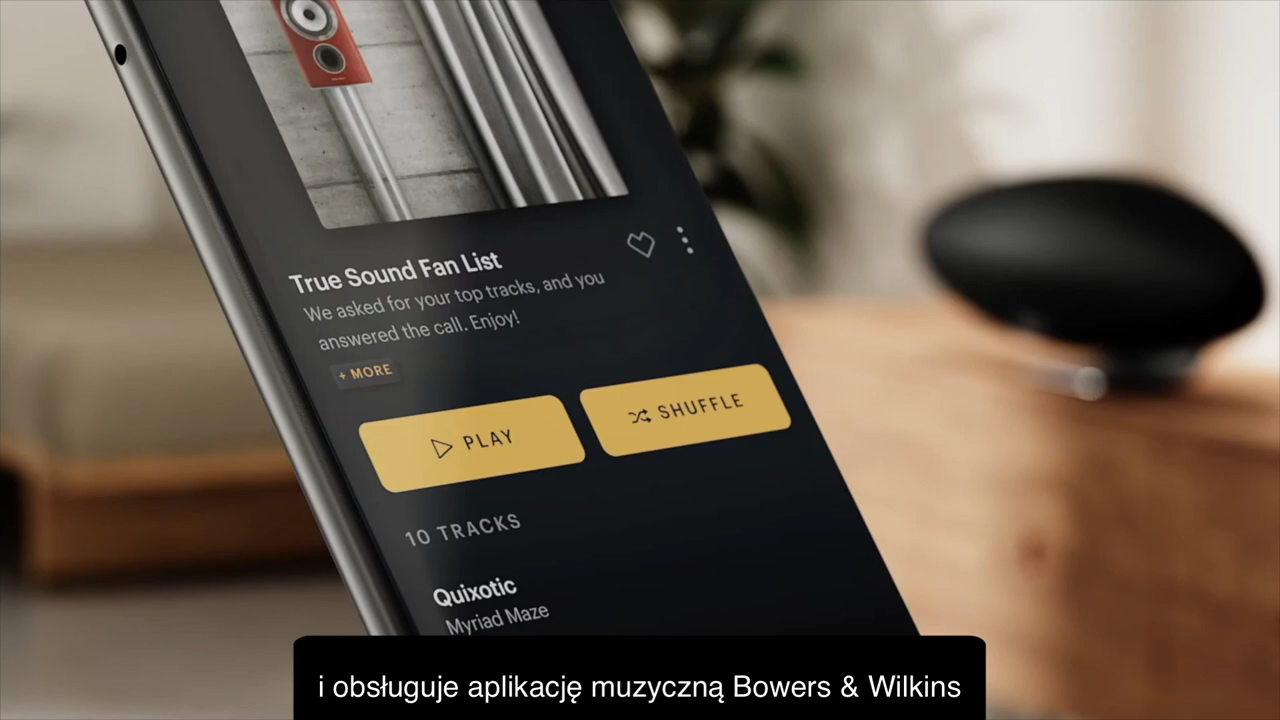 True Sound Fan List
We asked for your top tracks, and you
answered the call. Enjoy!
+ MORE
PLAY
SHUFFLE
10 TRACKS
Quixotic
Myriad Maze
i obsługuje aplikację muzyczną Bowers & Wilkins